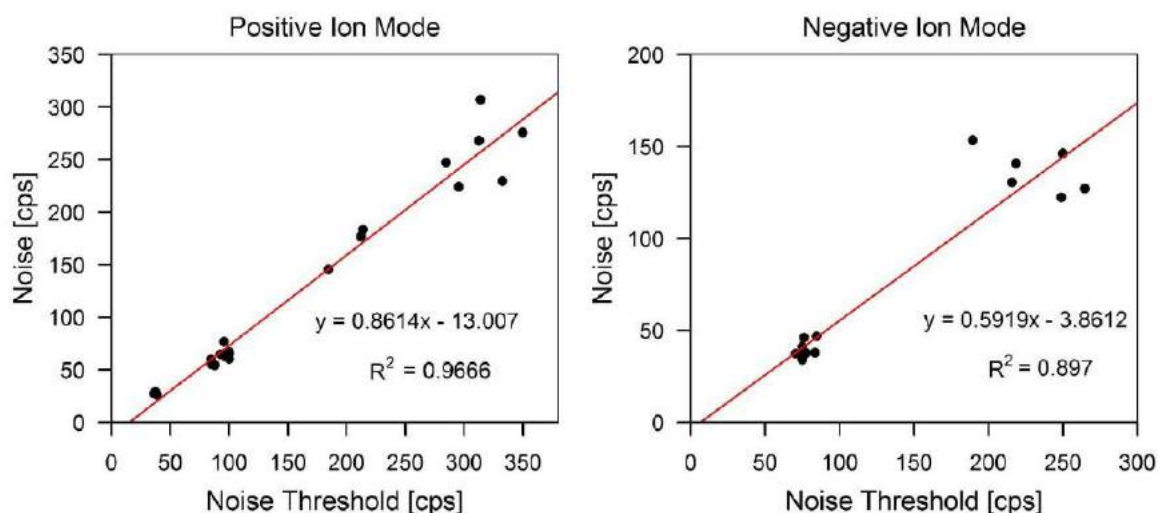 Positive Ion Mode
350
300
250
200
150
100
50
0
Noise [cps]
y = 0.8614x - 13.007
R² = 0.9666
0 50 100 150 200 250 300 350
Noise Threshold [cps]
Negative Ion Mode
200
150
100
50
0
Noise [cps]
y = 0.5919x - 3.8612
R² = 0.897
0 50 100 150 200 250 300
Noise Threshold [cps]